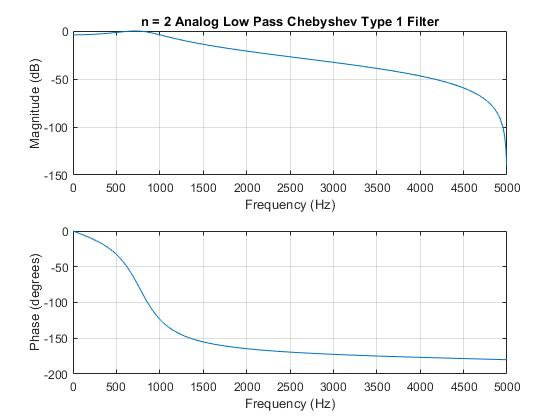 n = 2 Analog Low Pass Chebyshev Type 1 Filter
0
-50
-100
-150
Magnitude (dB)
0 500 1000 1500 2000 2500 3000 3500 4000 4500 5000
Frequency (Hz)
0
-50
-100
-150
-200
Phase (degrees)
0 500 1000 1500 2000 2500 3000 3500 4000 4500 5000
Frequency (Hz)